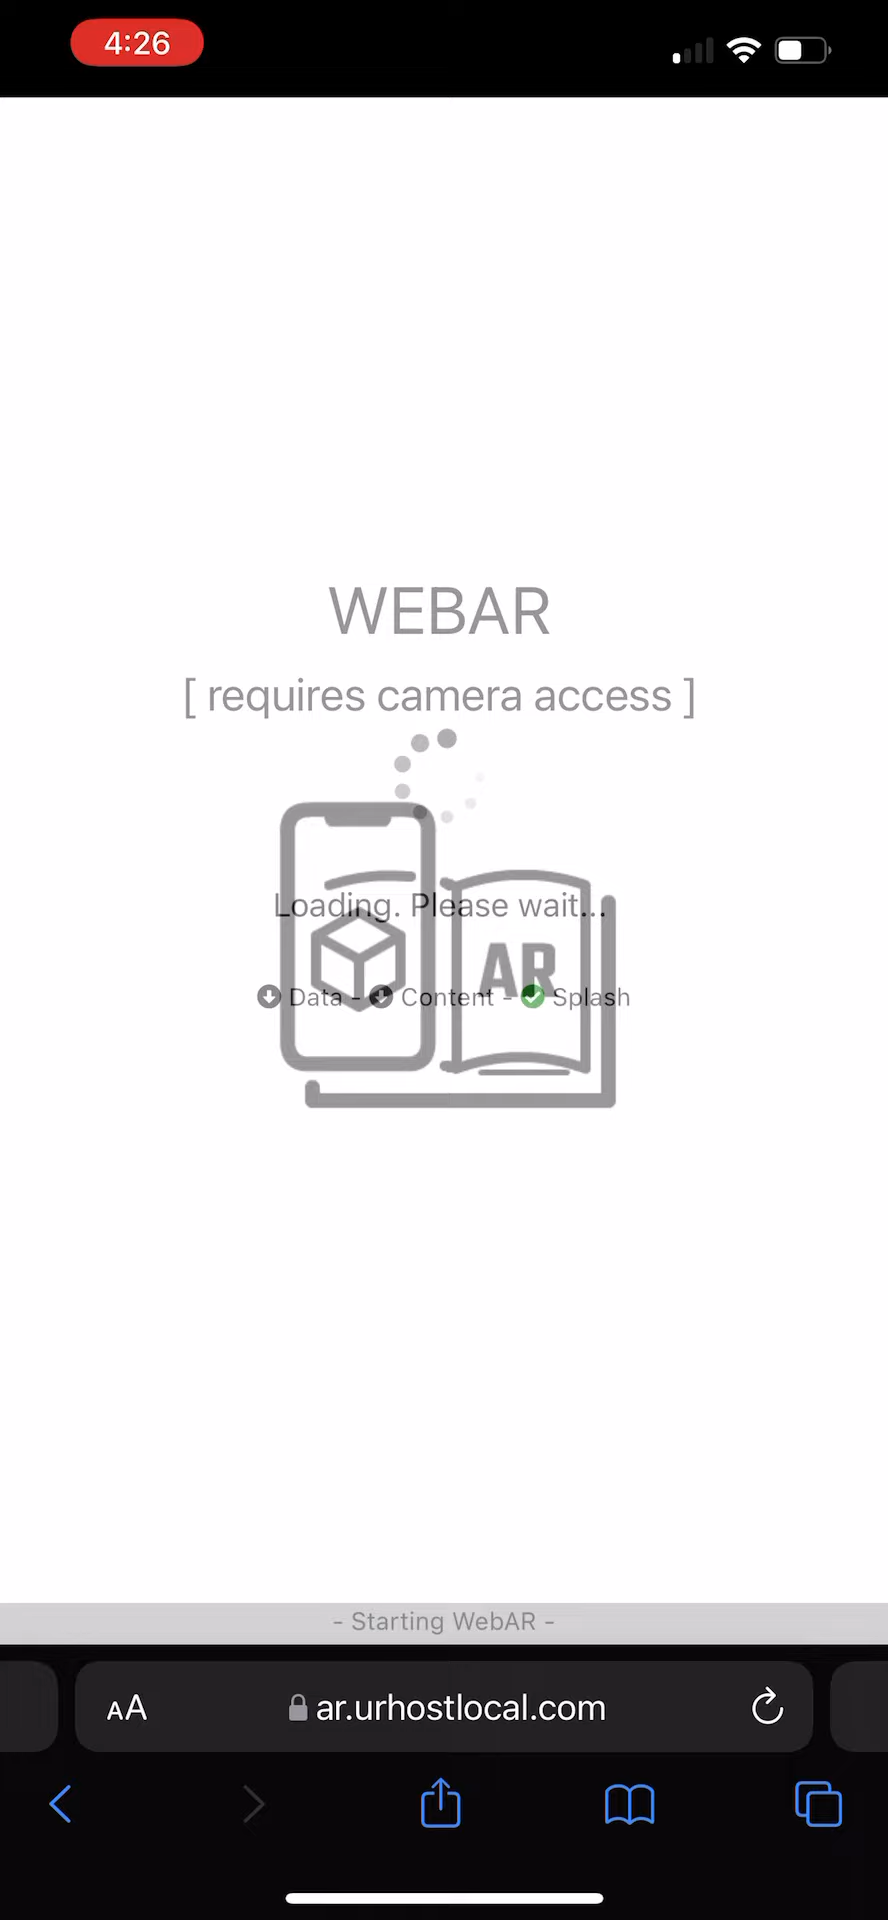 4:26
WEBAR
[ requires camera access ]
Loading. Please wait...
AR
Data - Content - Splash
- Starting WebAR -
AA ar.urhostlocal.com